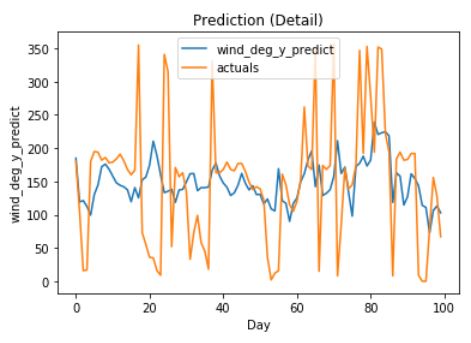 Prediction (Detail)
wind_deg_y_predict
actuals
wind_deg_y_predict
350
300
250
200
150
100
50
0
0 20 40 60 80 100
Day